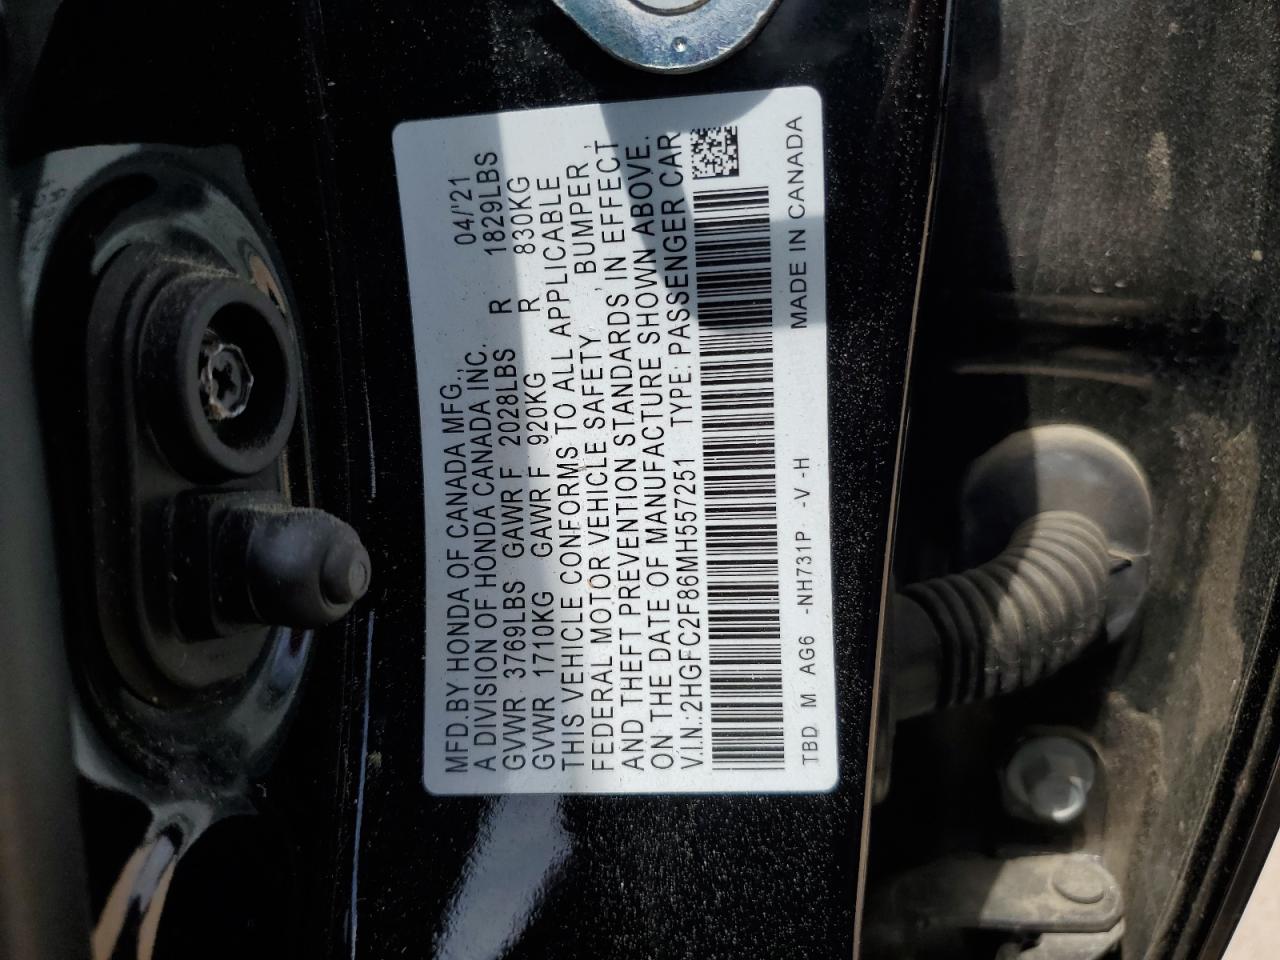 MFD.BY HONDA OF CANADA MFG., 04/'21
A DIVISION OF HONDA CANADA INC.
GVWR 3769LBS GAWR F 2028LBS R 1829LBS
GVWR 1710KG GAWR F 920KG R 830KG
THIS VEHICLE CONFORMS TO ALL APPLICABLE
FEDERAL MOTOR VEHICLE SAFETY, BUMPER,
AND THEFT PREVENTION STANDARDS IN EFFECT
ON THE DATE OF MANUFACTURE SHOWN ABOVE.
V.I.N.:2HGFC2F86MH557251 TYPE:PASSENGER CAR
TBD M AG6 -NH731P -V -H MADE IN CANADA